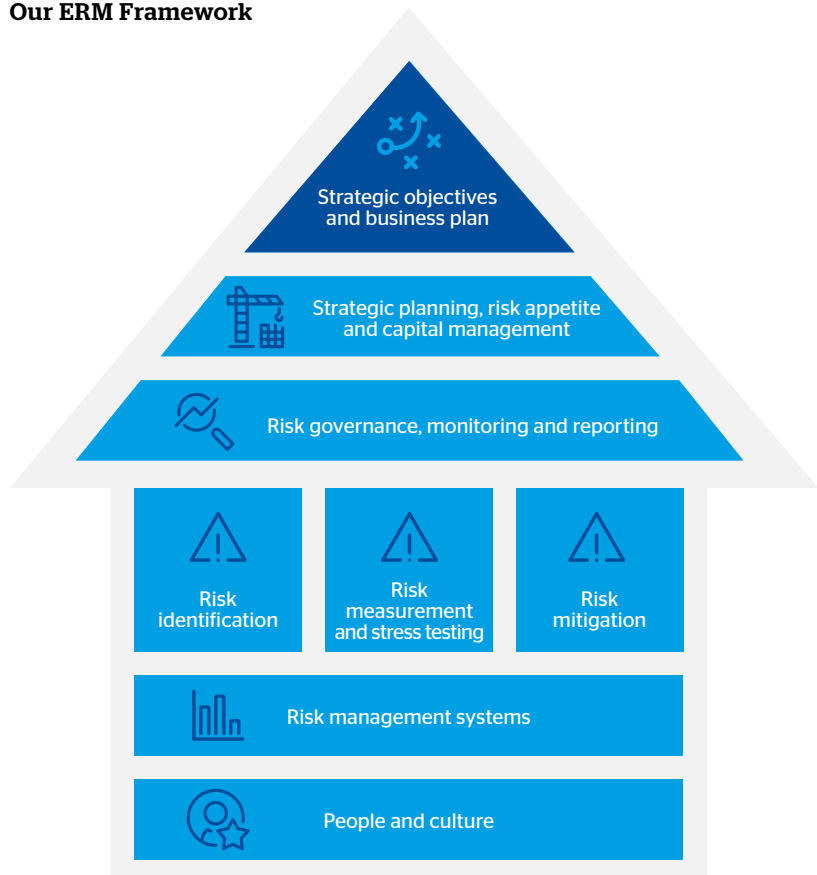 Our ERM Framework
Strategic objectives
and business plan
Strategic planning, risk appetite
and capital management
Risk governance, monitoring and reporting
Risk
identification
Risk
measurement
and stress testing
Risk
mitigation
Risk management systems
People and culture